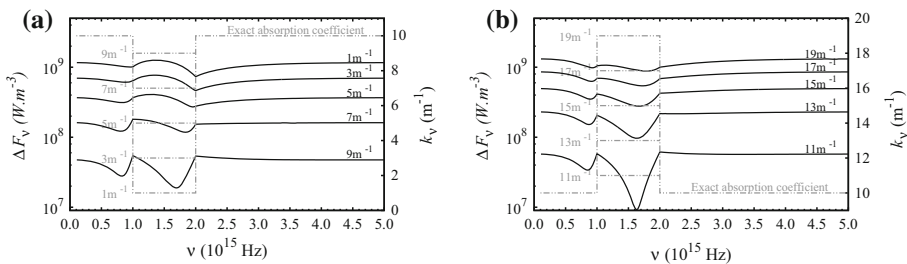 (a)
ΔF_ν (W.m⁻³)
10⁹
10⁸
10⁷
Exact absorption coefficient
9m⁻¹
7m⁻¹
5m⁻¹
3m⁻¹
1m⁻¹
1m⁻¹
3m⁻¹
5m⁻¹
7m⁻¹
9m⁻¹
10
8
6
4
2
0
k_ν (m⁻¹)
0.0 0.5 1.0 1.5 2.0 2.5 3.0 3.5 4.0 4.5 5.0
ν (10¹⁵ Hz)
(b)
ΔF_ν (W.m⁻³)
10⁹
10⁸
10⁷
19m⁻¹
17m⁻¹
15m⁻¹
13m⁻¹
11m⁻¹
19m⁻¹
17m⁻¹
15m⁻¹
13m⁻¹
11m⁻¹
Exact absorption coefficient
20
18
16
14
12
10
k_ν (m⁻¹)
0.0 0.5 1.0 1.5 2.0 2.5 3.0 3.5 4.0 4.5 5.0
ν (10¹⁵ Hz)